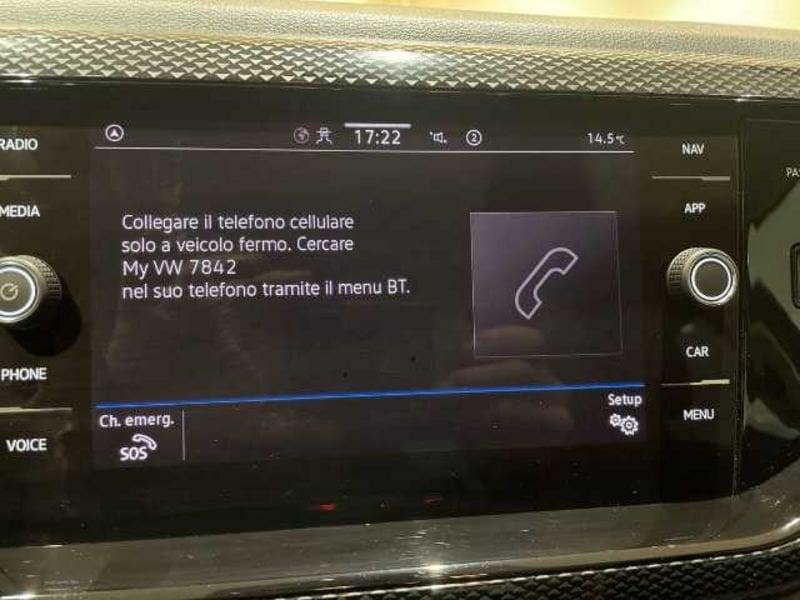 RADIO
MEDIA
PHONE
VOICE
17:22
2
14.5°C
Collegare il telefono cellulare
solo a veicolo fermo. Cercare
My VW 7842
nel suo telefono tramite il menu BT.
Ch. emerg.
SOS
Setup
NAV
APP
CAR
MENU